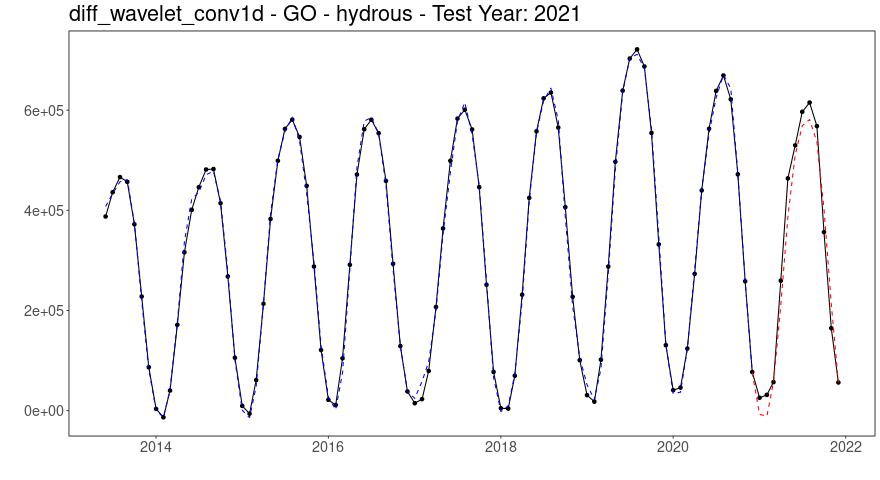 diff_wavelet_conv1d - GO - hydrous - Test Year: 2021
6e+05
4e+05
2e+05
0e+00
2014 2016 2018 2020 2022